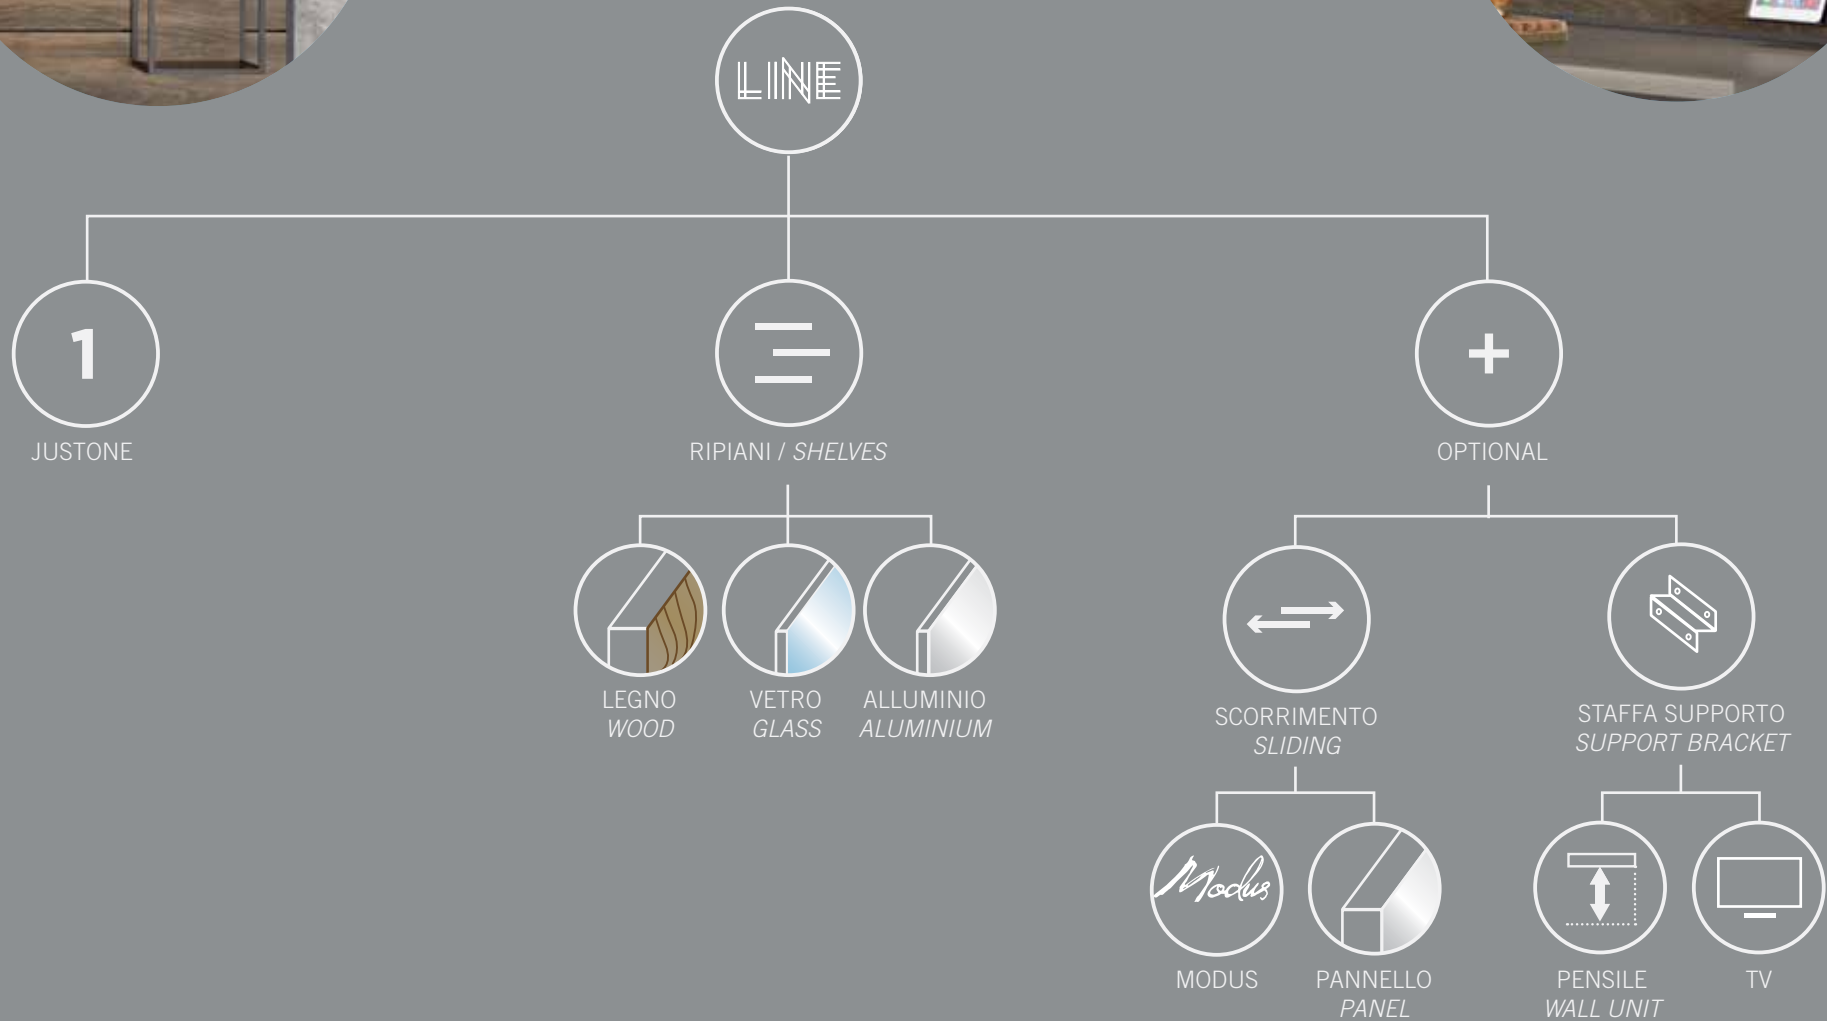 LINE
1
JUSTONE
RIPIANI / SHELVES
+
OPTIONAL
LEGNO
WOOD
VETRO
GLASS
ALLUMINIO
ALUMINIUM
SCORRIMENTO
SLIDING
STAFFA SUPPORTO
SUPPORT BRACKET
Modus
MODUS
PANNELLO
PANEL
PENSILE
WALL UNIT
TV